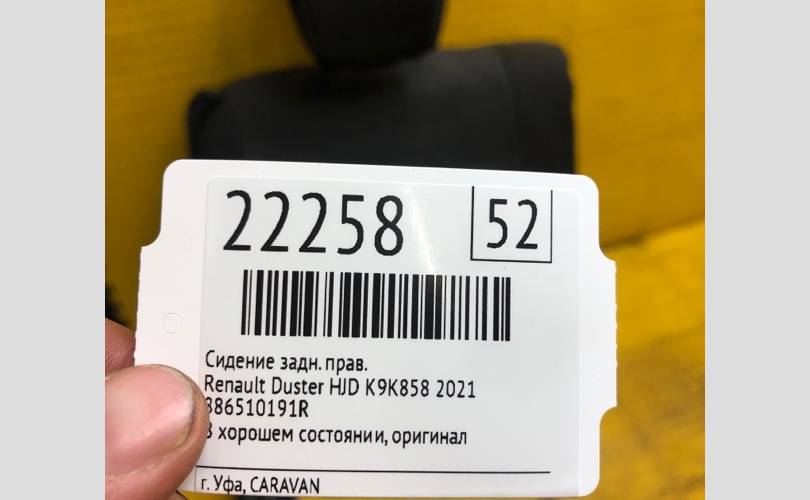 22258 52
Сидение задн. прав.
Renault Duster HJD K9K858 2021
886510191R
В хорошем состоянии, оригинал
г. Уфа, CARAVAN